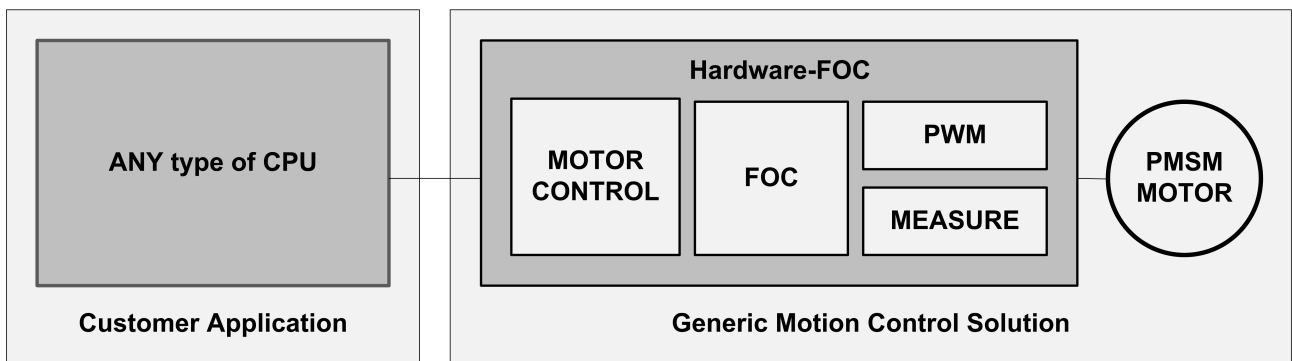 ANY type of CPU
Customer Application
Hardware-FOC
MOTOR
CONTROL
FOC
PWM
MEASURE
PMSM
MOTOR
Generic Motion Control Solution